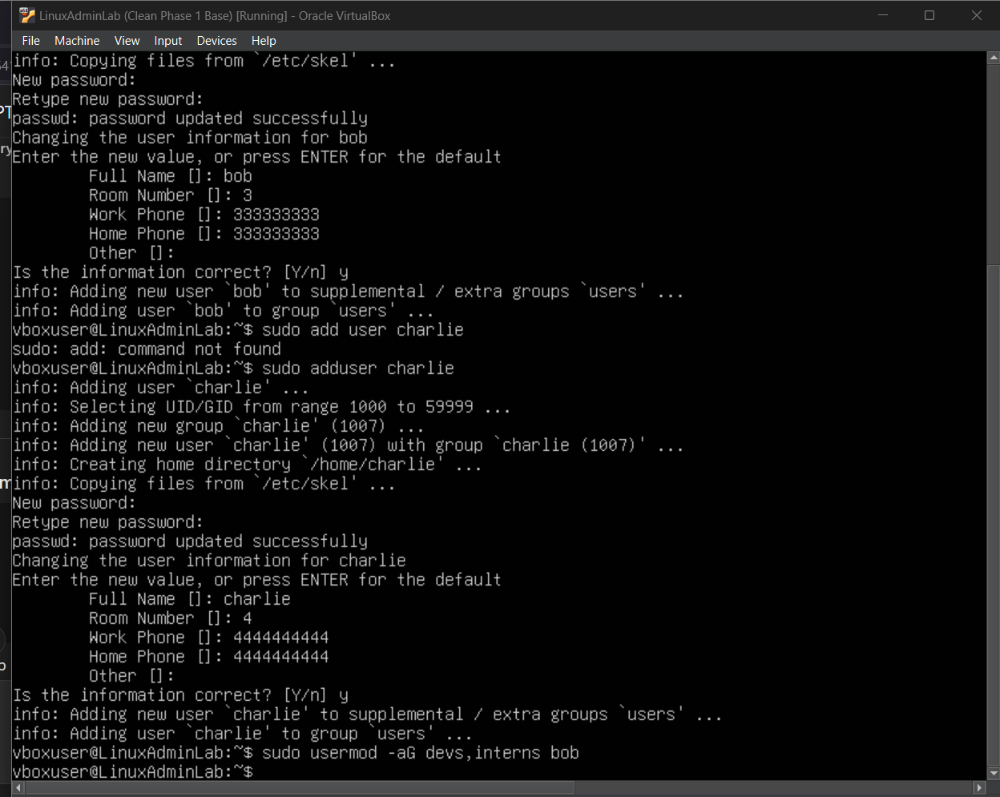 LinuxAdminLab (Clean Phase 1 Base) [Running] - Oracle VirtualBox
File Machine View Input Devices Help
info: Copying files from `/etc/skel' ...
New password:
Retype new password:
passwd: password updated successfully
Changing the user information for bob
Enter the new value, or press ENTER for the default
Full Name []: bob
Room Number []: 3
Work Phone []: 333333333
Home Phone []: 333333333
Other []:
Is the information correct? [Y/n] y
info: Adding new user `bob' to supplemental / extra groups `users' ...
info: Adding user `bob' to group `users' ...
vboxuser@LinuxAdminLab:~$ sudo add user charlie
sudo: add: command not found
vboxuser@LinuxAdminLab:~$ sudo adduser charlie
info: Adding user `charlie' ...
info: Selecting UID/GID from range 1000 to 59999 ...
info: Adding new group `charlie' (1007) ...
info: Adding new user `charlie' (1007) with group `charlie (1007)' ...
info: Creating home directory `/home/charlie' ...
info: Copying files from `/etc/skel' ...
New password:
Retype new password:
passwd: password updated successfully
Changing the user information for charlie
Enter the new value, or press ENTER for the default
Full Name []: charlie
Room Number []: 4
Work Phone []: 4444444444
Home Phone []: 4444444444
Other []:
Is the information correct? [Y/n] y
info: Adding new user `charlie' to supplemental / extra groups `users' ...
info: Adding user `charlie' to group `users' ...
vboxuser@LinuxAdminLab:~$ sudo usermod -aG devs,interns bob
vboxuser@LinuxAdminLab:~$